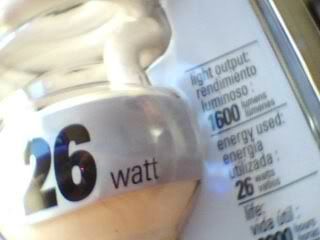 26 watt
light output:
rendimiento
luminoso :
1600 lumens
lúmenes
energy used:
energía
utilizada :
26 watts
vatios
life:
vida útil :
hours